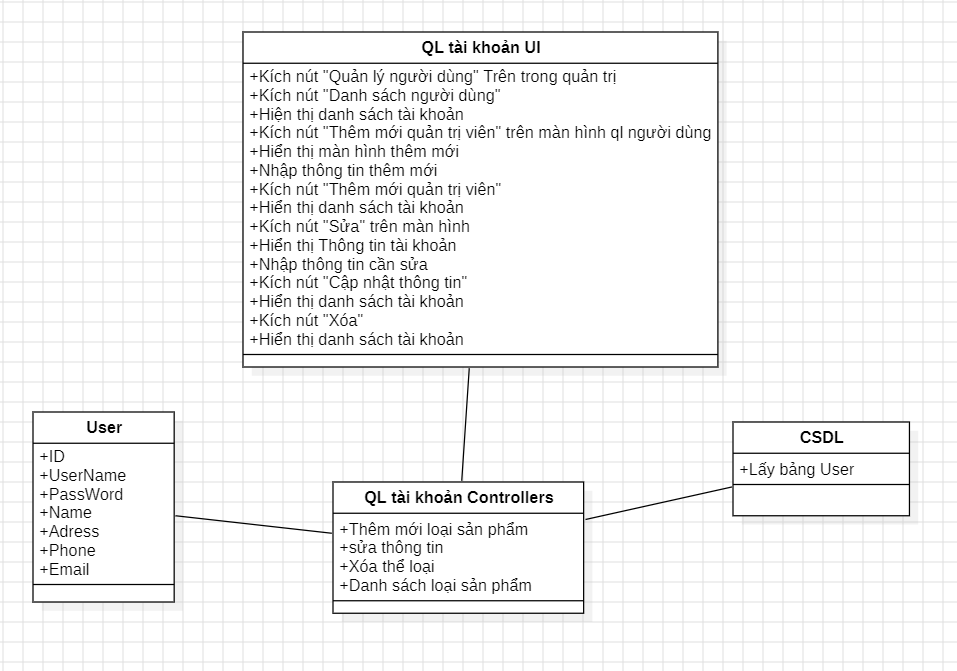 QL tài khoản UI
+Kích nút "Quản lý người dùng" Trên trong quản trị
+Kích nút "Danh sách người dùng"
+Hiện thị danh sách tài khoản
+Kích nút "Thêm mới quản trị viên" trên màn hình ql người dùng
+Hiển thị màn hình thêm mới
+Nhập thông tin thêm mới
+Kích nút "Thêm mới quản trị viên"
+Hiển thị danh sách tài khoản
+Kích nút "Sửa" trên màn hình
+Hiển thị Thông tin tài khoản
+Nhập thông tin cần sửa
+Kích nút "Cập nhật thông tin"
+Hiển thị danh sách tài khoản
+Kích nút "Xóa"
+Hiển thị danh sách tài khoản
User
+ID
+UserName
+PassWord
+Name
+Adress
+Phone
+Email
QL tài khoản Controllers
+Thêm mới loại sản phẩm
+sửa thông tin
+Xóa thể loại
+Danh sách loại sản phẩm
CSDL
+Lấy bảng User